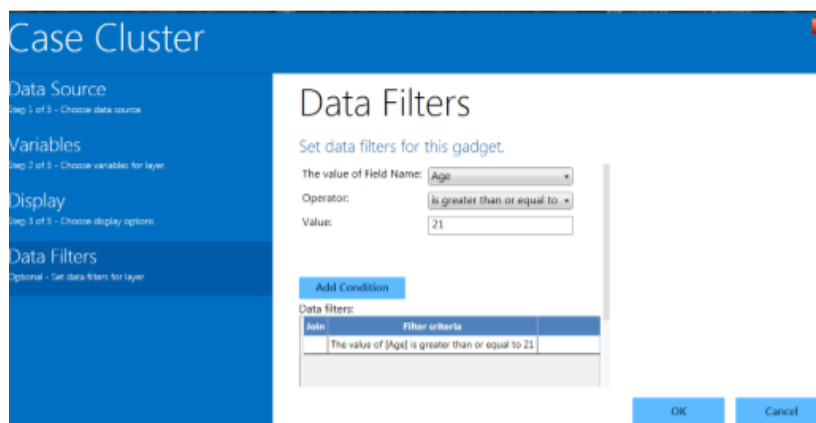 Case Cluster
Data Source
Step 1 of 3 - Choose data source.
Variables
Step 2 of 3 - Choose variables for layer.
Display
Step 3 of 3 - Choose display options.
Data Filters
Optional - Set data filters for layer.
Data Filters
Set data filters for this gadget.
The value of Field Name: Age
Operator: is greater than or equal to
Value: 21
Add Condition
Data filters:
Join Filter criteria
The value of [Age] is greater than or equal to 21
OK Cancel